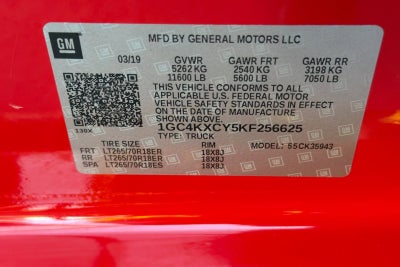 GM
MFD BY GENERAL MOTORS LLC
03/19 GVWR GAWR FRT GAWR RR
5262 KG 2540 KG 3198 KG
11600 LB 5600 LB 7050 LB
THIS VEHICLE CONFORMS TO ALL
APPLICABLE U.S. FEDERAL MOTOR
VEHICLE SAFETY STANDARDS IN EFFECT
ON THE DATE OF MANUFACTURE
SHOWN ABOVE.
130X 1GC4KXCY5KF256625
TYPE: TRUCK
TIRE SIZE RIM MODEL: S5CK35943
FRT LT265/70R18ER 18X8J
RR LT265/70R18ER 18X8J
SPA LT265/70R18ES 18X8J